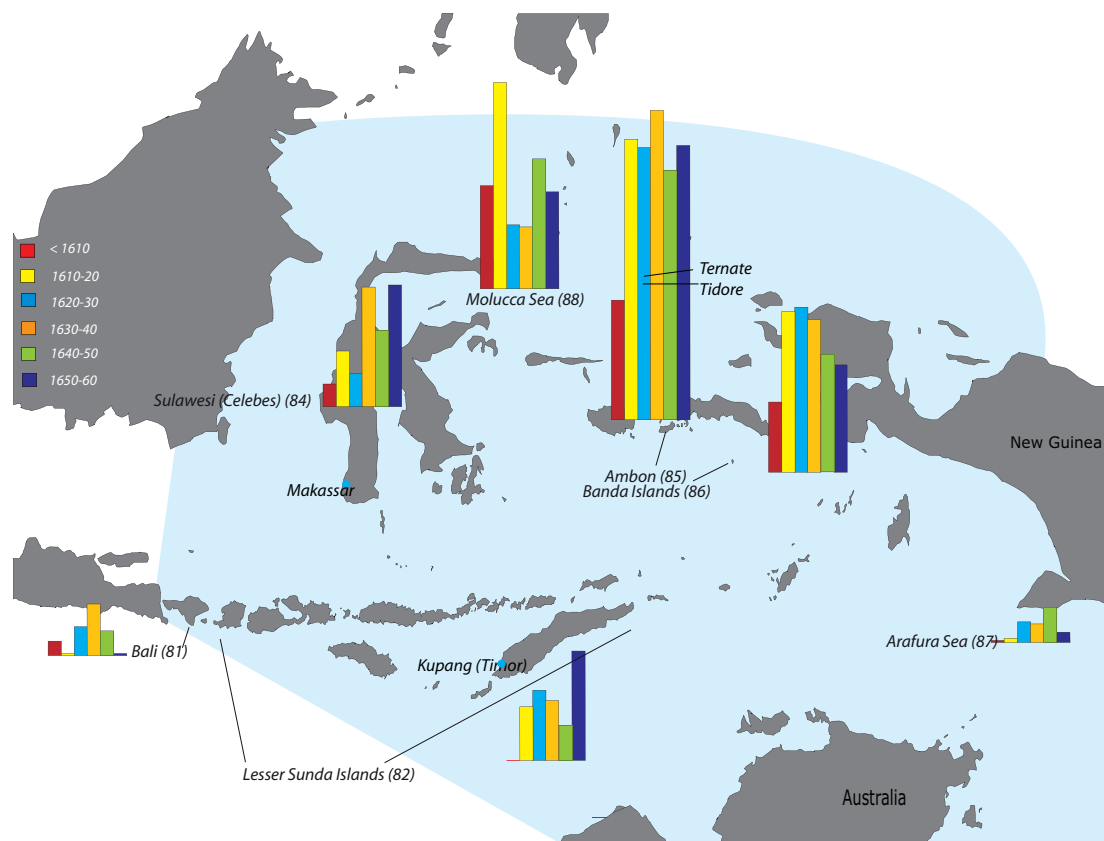 < 1610
1610-20
1620-30
1630-40
1640-50
1650-60
Molucca Sea (88)
Ternate
Tidore
Sulawesi (Celebes) (84)
Makassar
Ambon (85)
Banda Islands (86)
New Guinea
Bali (81)
Kupang (Timor)
Arafura Sea (87)
Lesser Sunda Islands (82)
Australia